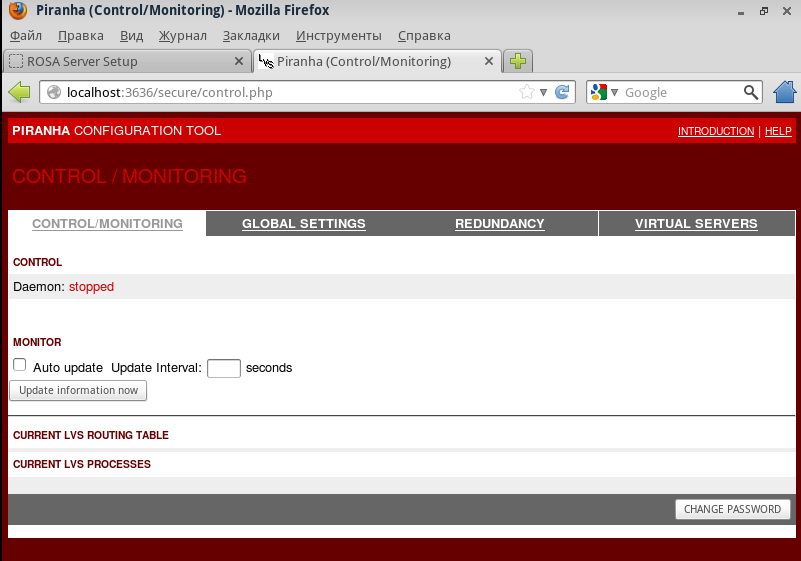 Piranha (Control/Monitoring) - Mozilla Firefox
Файл Правка Вид Журнал Закладки Инструменты Справка
ROSA Server Setup Piranha (Control/Monitoring)
localhost:3636/secure/control.php Google
PIRANHA CONFIGURATION TOOL INTRODUCTION | HELP
CONTROL / MONITORING
CONTROL/MONITORING GLOBAL SETTINGS REDUNDANCY VIRTUAL SERVERS
CONTROL
Daemon: stopped
MONITOR
Auto update Update Interval: seconds
Update information now
CURRENT LVS ROUTING TABLE
CURRENT LVS PROCESSES
CHANGE PASSWORD